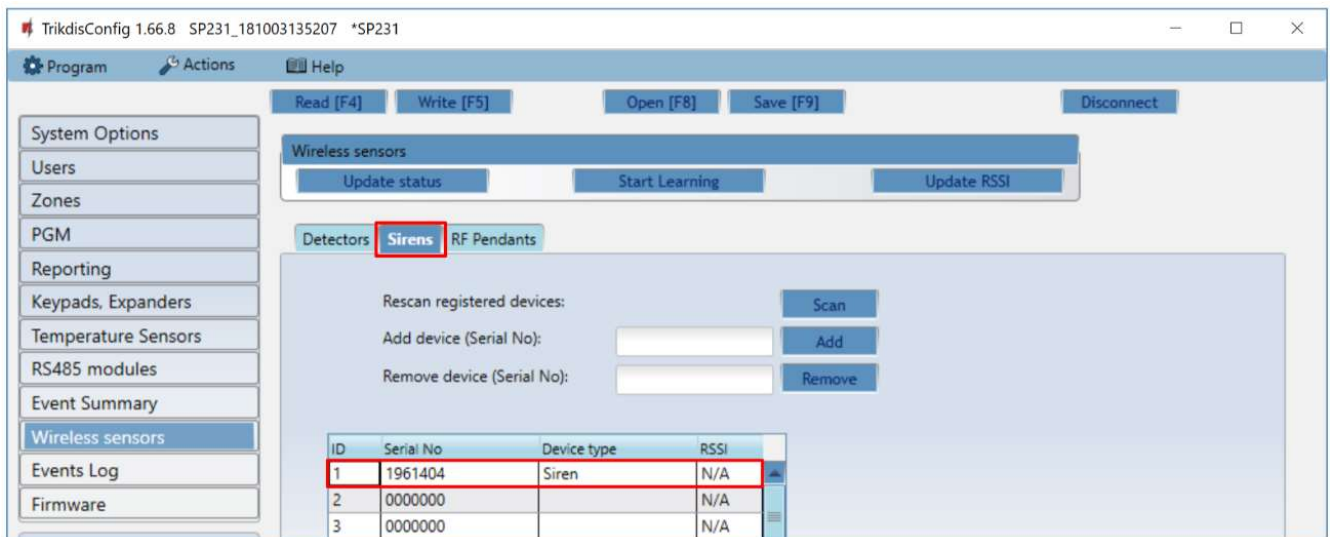 TrikdisConfig 1.66.8 SP231_181003135207 *SP231
Program Actions Help
Read [F4] Write [F5] Open [F8] Save [F9] Disconnect
System Options
Users
Zones
PGM
Reporting
Keypads, Expanders
Temperature Sensors
RS485 modules
Event Summary
Wireless sensors
Events Log
Firmware
Wireless sensors
Update status Start Learning Update RSSI
Detectors Sirens RF Pendants
Rescan registered devices: Scan
Add device (Serial No): Add
Remove device (Serial No): Remove
ID Serial No Device type RSSI
1 1961404 Siren N/A
2 0000000 N/A
3 0000000 N/A